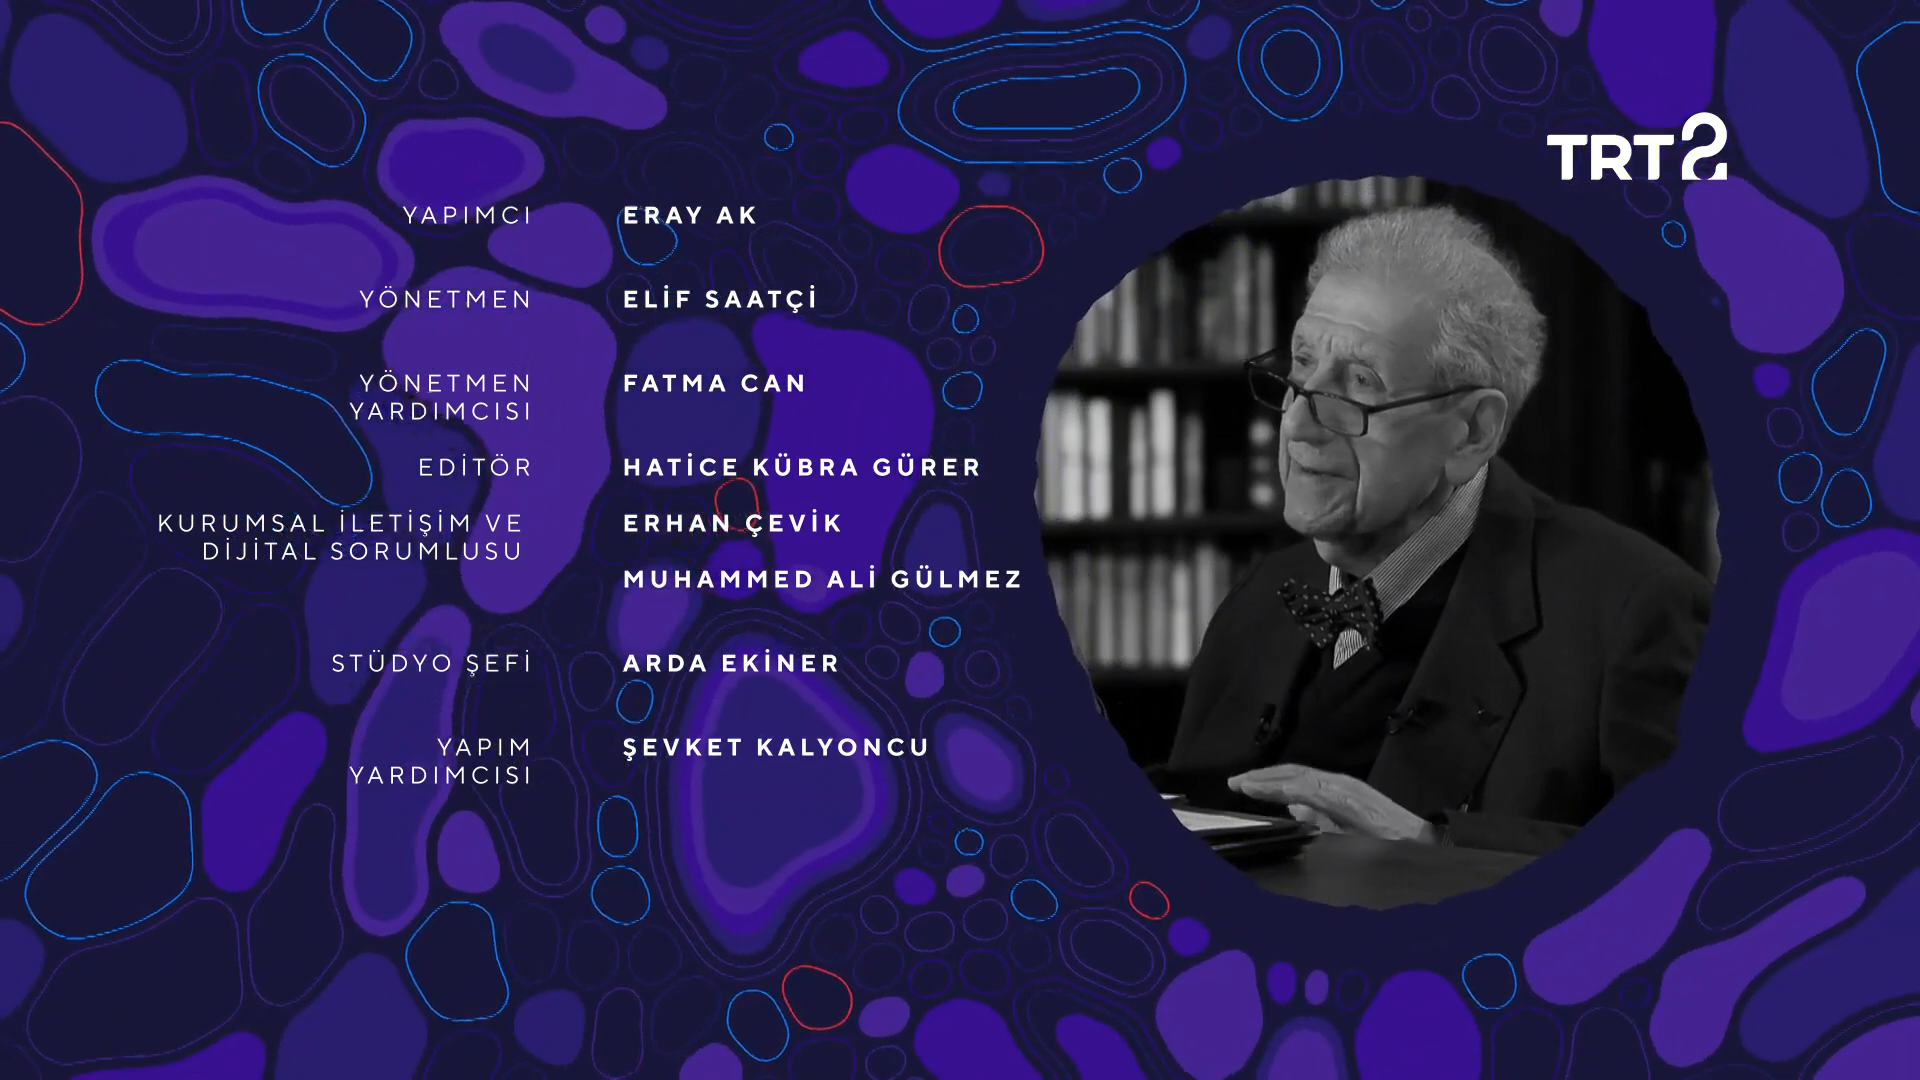 TRT2
YAPIMCI ERAY AK
YÖNETMEN ELİF SAATÇİ
YÖNETMEN FATMA CAN
YARDIMCISI
EDİTÖR HATİCE KÜBRA GÜRER
KURUMSAL İLETİŞİM VE ERHAN ÇEVİK
DİJİTAL SORUMLUSU
MUHAMMED ALİ GÜLMEZ
STÜDYO ŞEFİ ARDA EKİNER
YAPIM ŞEVKET KALYONCU
YARDIMCISI